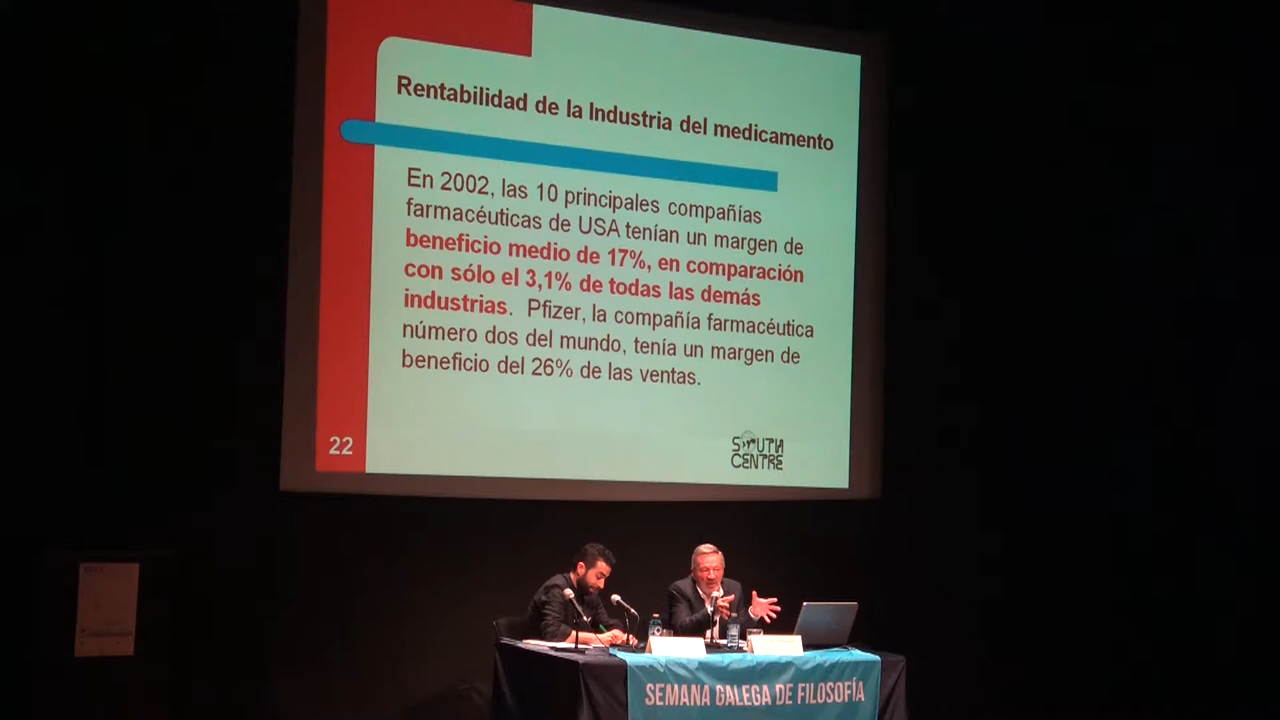 Rentabilidad de la Industria del medicamento
En 2002, las 10 principales compañías
farmacéuticas de USA tenían un margen de
beneficio medio de 17%, en comparación
con sólo el 3,1% de todas las demás
industrias. Pfizer, la compañía farmacéutica
número dos del mundo, tenía un margen de
beneficio del 26% de las ventas.
22
SOUTH
CENTRE
SEMANA GALEGA DE FILOSOFÍA